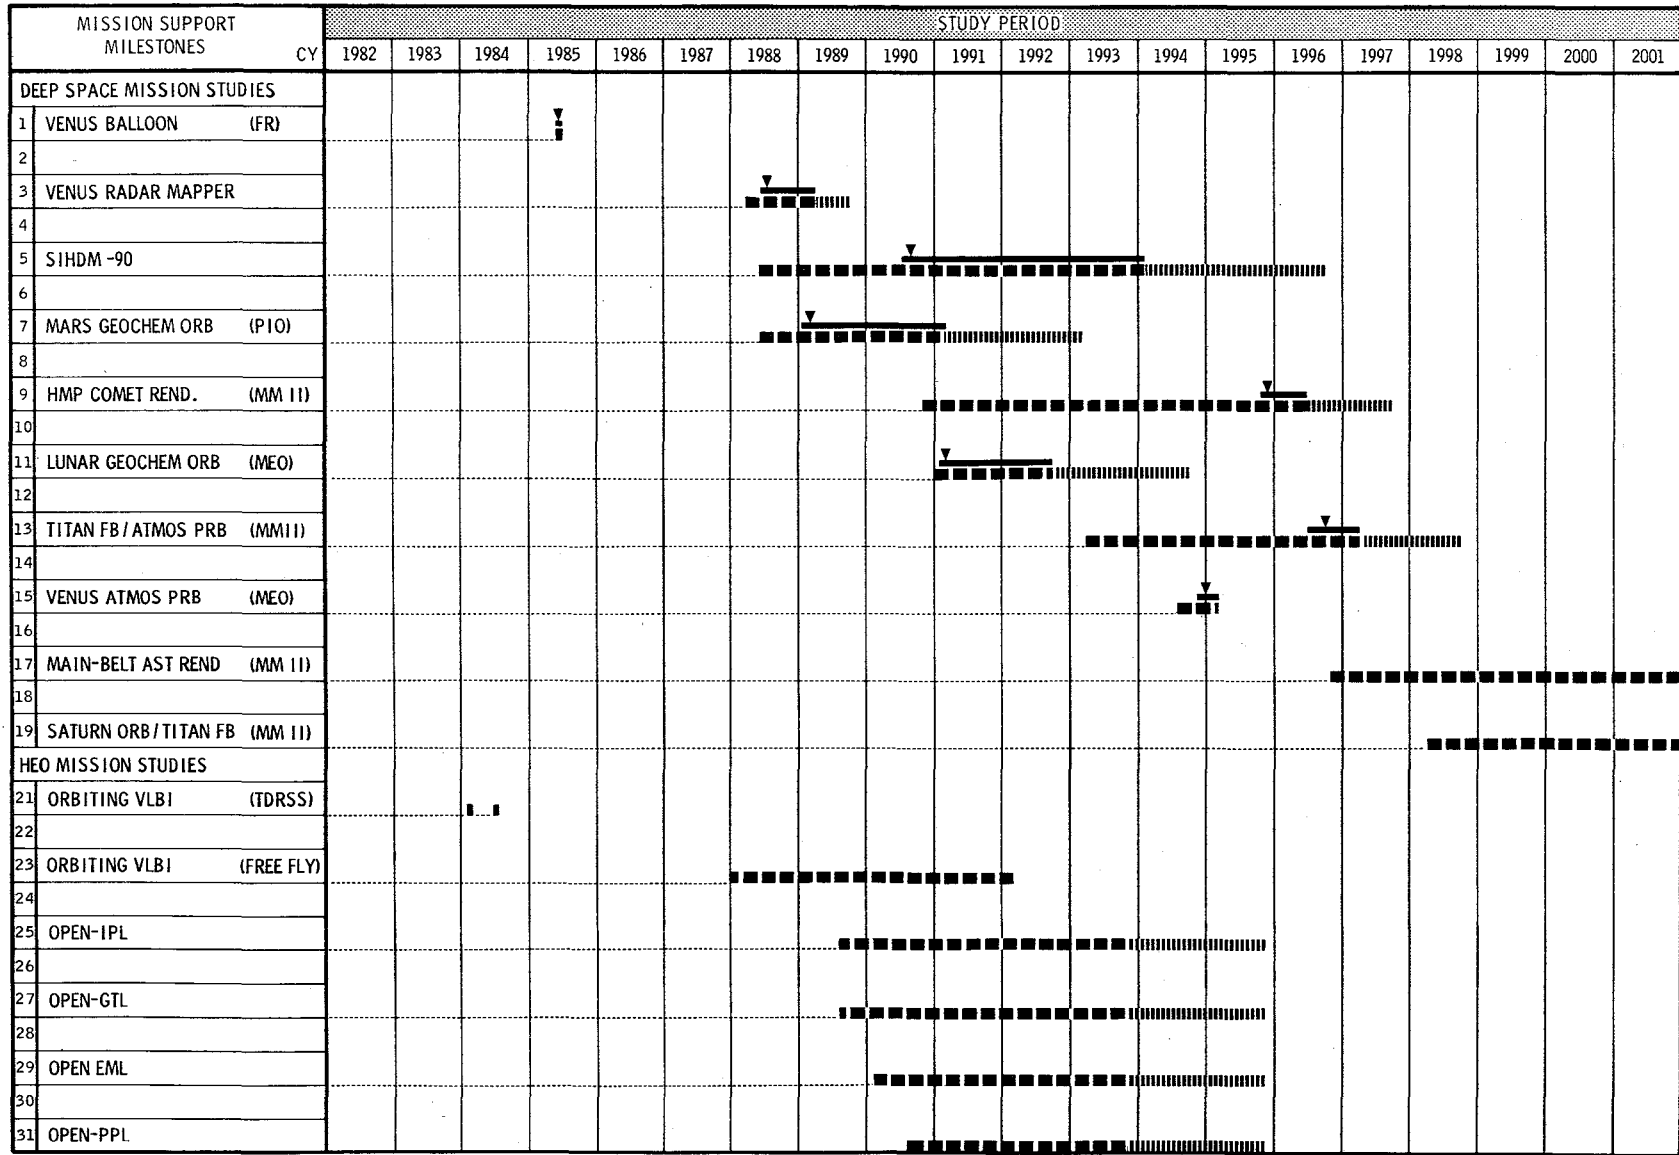 MISSION SUPPORT
MILESTONES CY
STUDY PERIOD
1982 1983 1984 1985 1986 1987 1988 1989 1990 1991 1992 1993 1994 1995 1996 1997 1998 1999 2000 2001
DEEP SPACE MISSION STUDIES
1 VENUS BALLOON (FR)
2
3 VENUS RADAR MAPPER
4
5 SIHDM -90
6
7 MARS GEOCHEM ORB (PIO)
8
9 HMP COMET REND. (MM II)
10
11 LUNAR GEOCHEM ORB (MEO)
12
13 TITAN FB/ATMOS PRB (MMII)
14
15 VENUS ATMOS PRB (MEO)
16
17 MAIN-BELT AST REND (MM II)
18
19 SATURN ORB/TITAN FB (MM II)
HEO MISSION STUDIES
21 ORBITING VLBI (TDRSS)
22
23 ORBITING VLBI (FREE FLY)
24
25 OPEN-IPL
26
27 OPEN-GTL
28
29 OPEN EML
30
31 OPEN-PPL